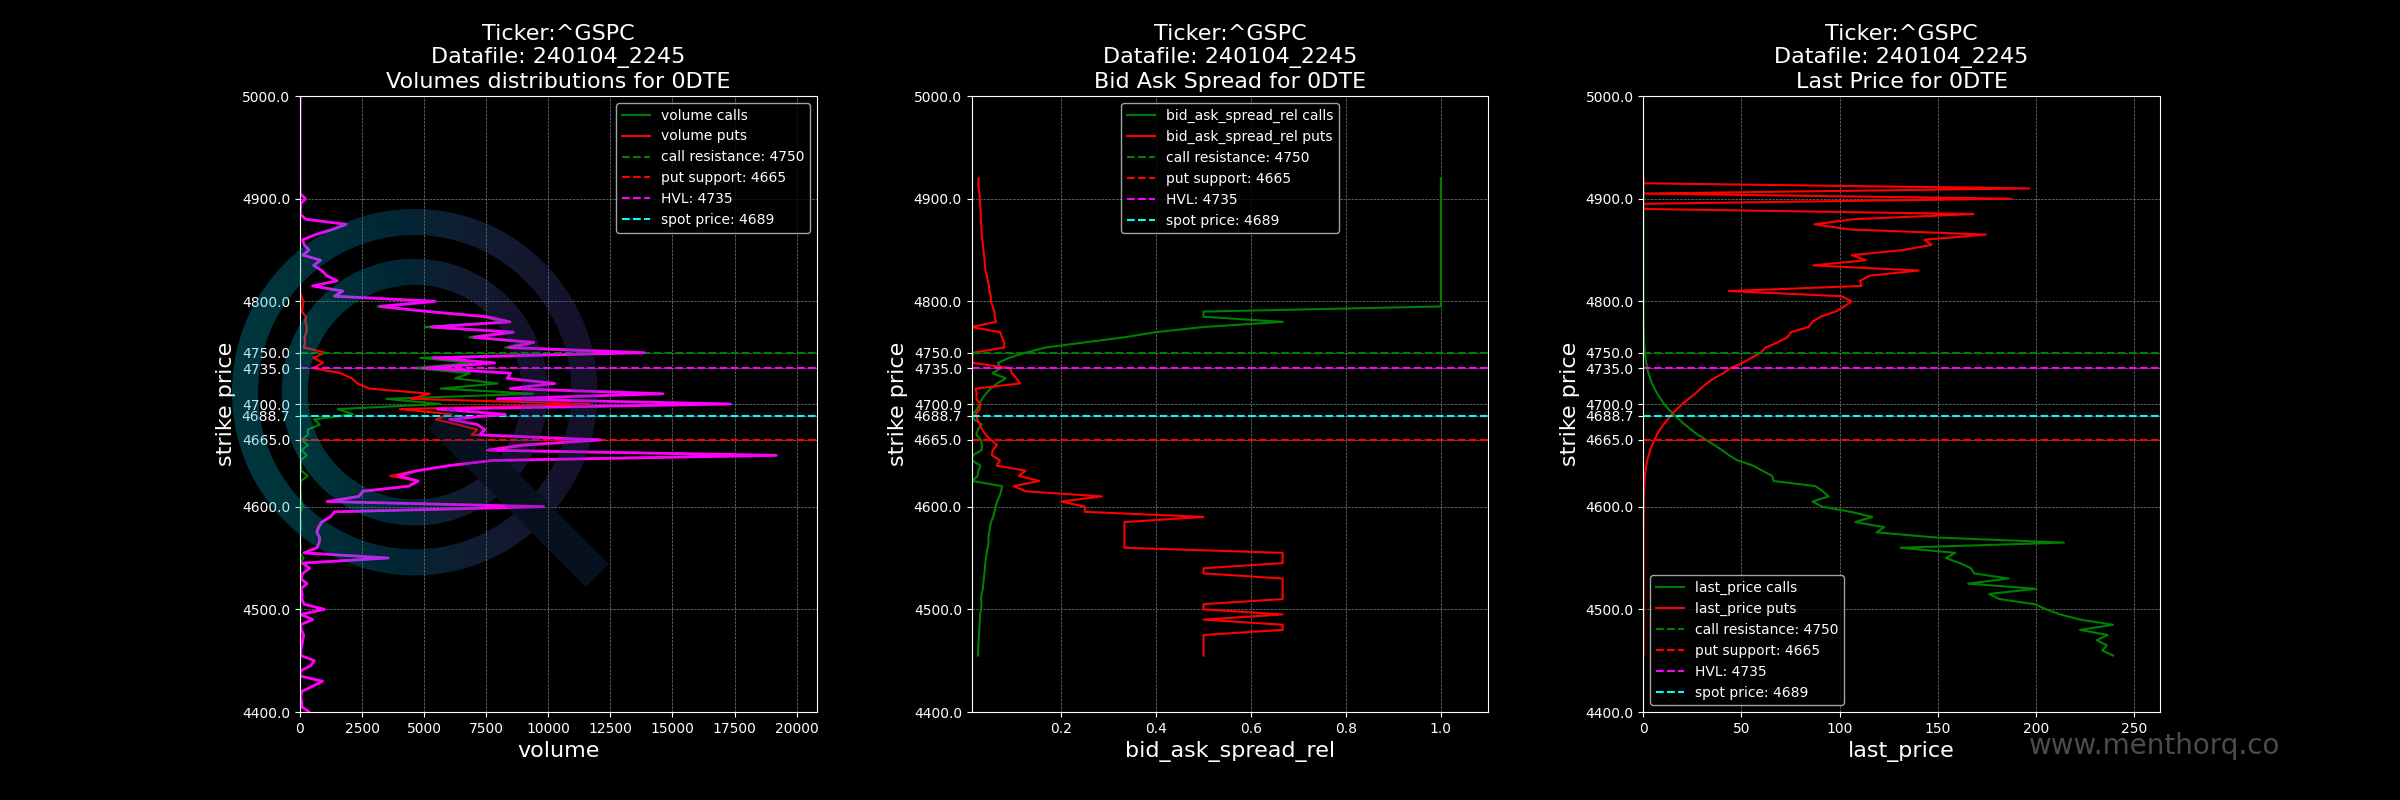 Ticker:^GSPC
Datafile: 240104_2245
Volumes distributions for 0DTE
5000.0
4900.0
4800.0
4750.0
4735.0
4700.0
4688.7
4665.0
4600.0
4500.0
4400.0
strike price
volume calls
volume puts
call resistance: 4750
put support: 4665
HVL: 4735
spot price: 4689
0 2500 5000 7500 10000 12500 15000 17500 20000
volume
Ticker:^GSPC
Datafile: 240104_2245
Bid Ask Spread for 0DTE
5000.0
4900.0
4800.0
4750.0
4735.0
4700.0
4688.7
4665.0
4600.0
4500.0
4400.0
strike price
bid_ask_spread_rel calls
bid_ask_spread_rel puts
call resistance: 4750
put support: 4665
HVL: 4735
spot price: 4689
0.2 0.4 0.6 0.8 1.0
bid_ask_spread_rel
Ticker:^GSPC
Datafile: 240104_2245
Last Price for 0DTE
5000.0
4900.0
4800.0
4750.0
4735.0
4700.0
4688.7
4665.0
4600.0
4500.0
4400.0
strike price
last_price calls
last_price puts
call resistance: 4750
put support: 4665
HVL: 4735
spot price: 4689
0 50 100 150 200 250
last_price
www.menthorq.co